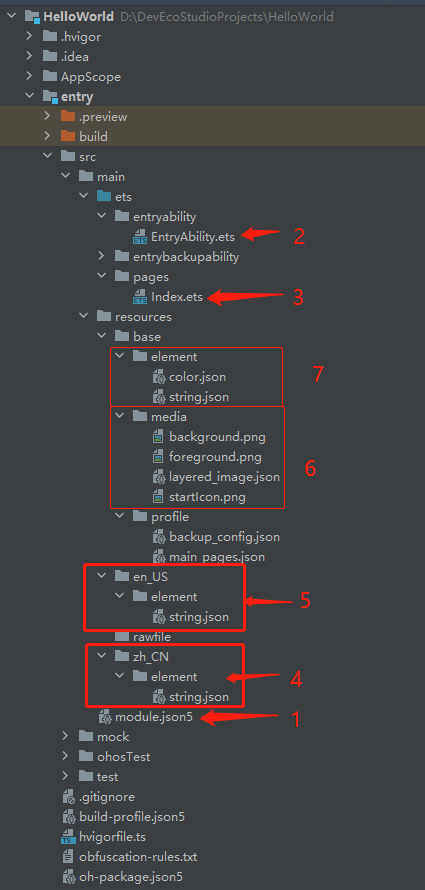 HelloWorld D:\DevEcoStudioProjects\HelloWorld
.hvigor
.idea
AppScope
entry
.preview
build
src
main
ets
entryability
EntryAbility.ets 2
entrybackupability
pages
Index.ets 3
resources
base
element
color.json 7
string.json
media
background.png
foreground.png 6
layered_image.json
startIcon.png
profile
backup_config.json
main_pages.json
en_US
element 5
string.json
rawfile
zh_CN
element 4
string.json
module.json5 1
mock
ohosTest
test
.gitignore
build-profile.json5
hvigorfile.ts
obfuscation-rules.txt
oh-package.json5